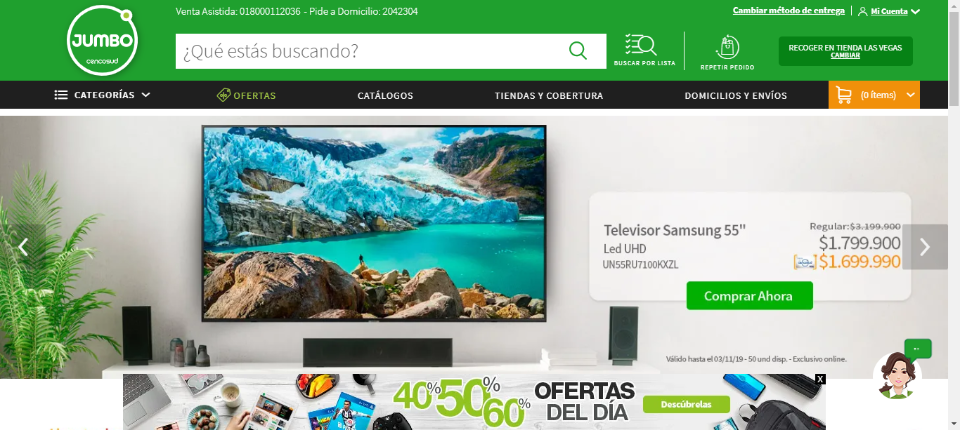 Venta Asistida: 018000112036 - Pide a Domicilio: 2042304
Cambiar método de entrega
Mi Cuenta
JUMBO
cencosud
¿Qué estás buscando?
BUSCAR POR LISTA
REPETIR PEDIDO
RECOGER EN TIENDA LAS VEGAS
CAMBIAR
CATEGORÍAS
OFERTAS
CATÁLOGOS
TIENDAS Y COBERTURA
DOMICILIOS Y ENVÍOS
(0 items)
Televisor Samsung 55"
Led UHD
UN55RU7100KXZL
Regular:$3.199.900
$1.799.900
$1.699.990
Comprar Ahora
Válido hasta el 03/11/19 - 50 und disp. - Exclusivo online.
X
40% 50% 60%
OFERTAS
DEL DÍA
Descúbrelas